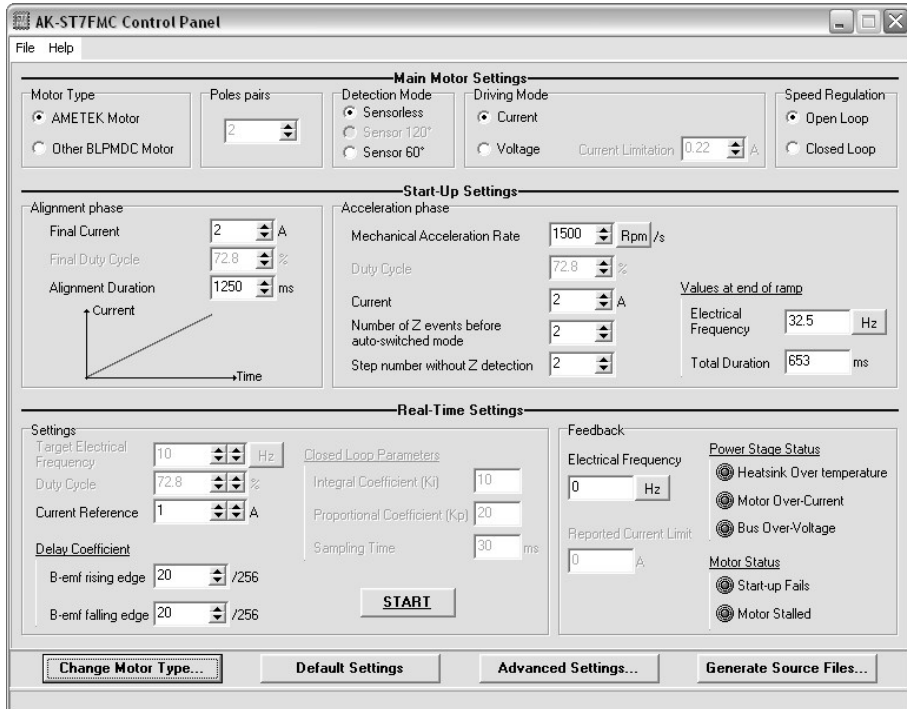 AK-ST7FMC Control Panel
File Help
Main Motor Settings
Motor Type
AMETEK Motor
Other BLPMDC Motor
Poles pairs
2
Detection Mode
Sensorless
Sensor 120°
Sensor 60°
Driving Mode
Current
Voltage
Current Limitation 0.22 A
Speed Regulation
Open Loop
Closed Loop
Start-Up Settings
Alignment phase
Final Current 2 A
Final Duty Cycle 72.8 %
Alignment Duration 1250 ms
Current
Time
Acceleration phase
Mechanical Acceleration Rate 1500 Rpm /s
Duty Cycle 72.8 %
Current 2 A
Number of Z events before
auto-switched mode 2
Step number without Z detection 2
Values at end of ramp
Electrical
Frequency 32.5 Hz
Total Duration 653 ms
Real-Time Settings
Settings
Target Electrical
Frequency 10 Hz
Duty Cycle 72.8 %
Current Reference 1 A
Delay Coefficient
B-emf rising edge 20 /256
B-emf falling edge 20 /256
Closed Loop Parameters
Integral Coefficient (Ki) 10
Proportional Coefficient (Kp) 20
Sampling Time 30 ms
START
Feedback
Electrical Frequency
0 Hz
Reported Current Limit
0 A
Power Stage Status
Heatsink Over temperature
Motor Over-Current
Bus Over-Voltage
Motor Status
Start-up Fails
Motor Stalled
Change Motor Type... Default Settings Advanced Settings... Generate Source Files...